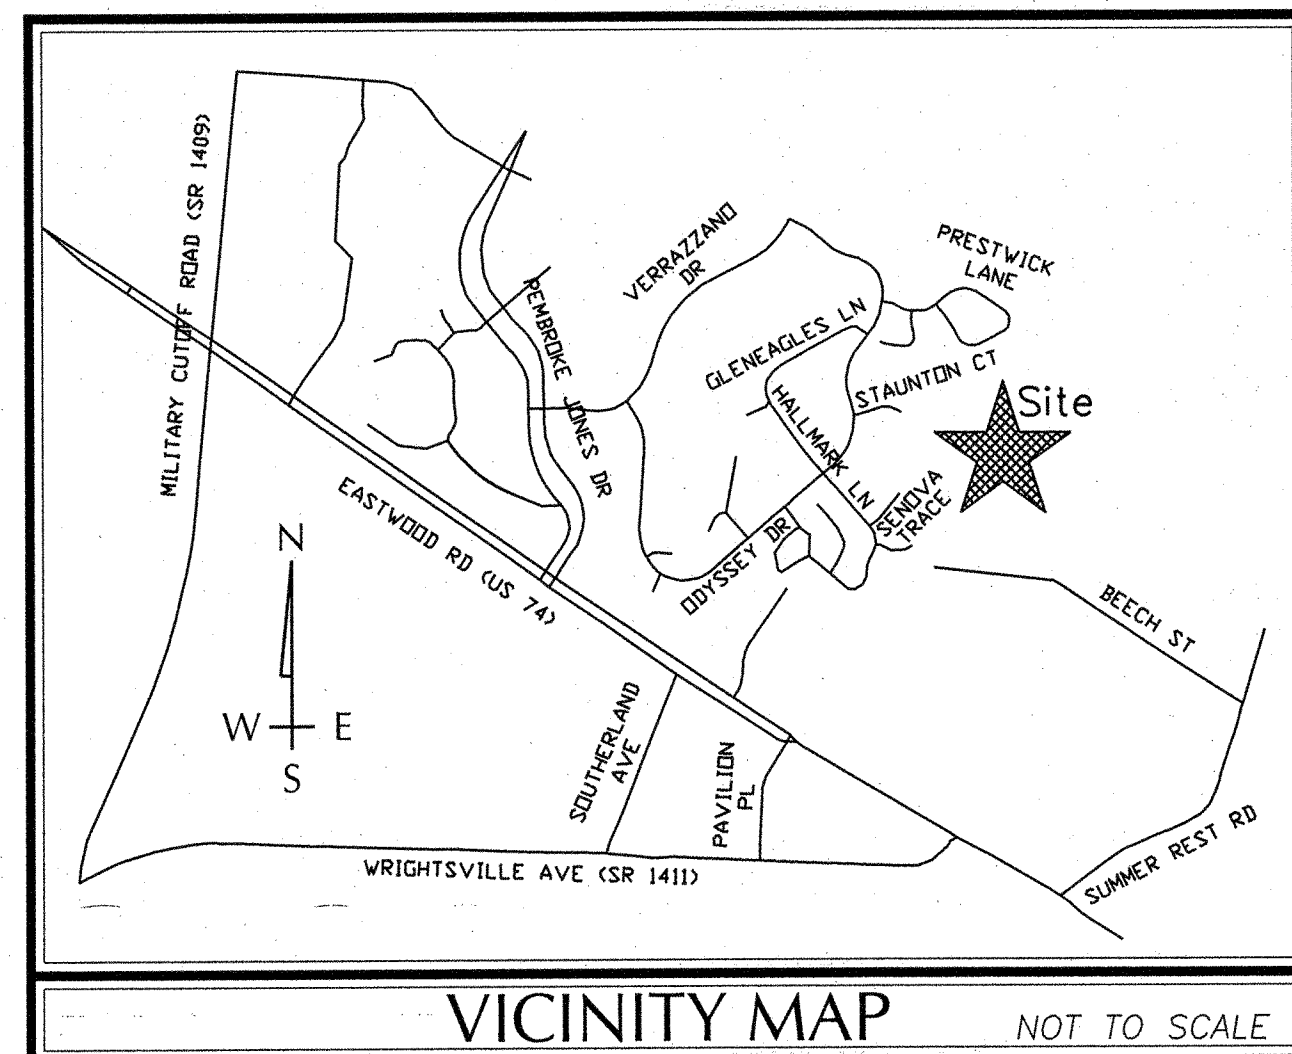 MILITARY CUTOFF ROAD (SR 1409)
VERRAZZANO
DR
PRESTWICK
LANE
PEMBROKE JONES DR
GLENEAGLES LN
STAUNTON CT
Site
HALLMARK LN
SENOVA
TRACE
EASTWOOD RD (US 74)
ODYSSEY DR
N
W E
S
BEECH ST
SOUTHERLAND
AVE
PAVILION
PL
WRIGHTSVILLE AVE (SR 1411)
SUMMER REST RD
VICINITY MAP
NOT TO SCALE